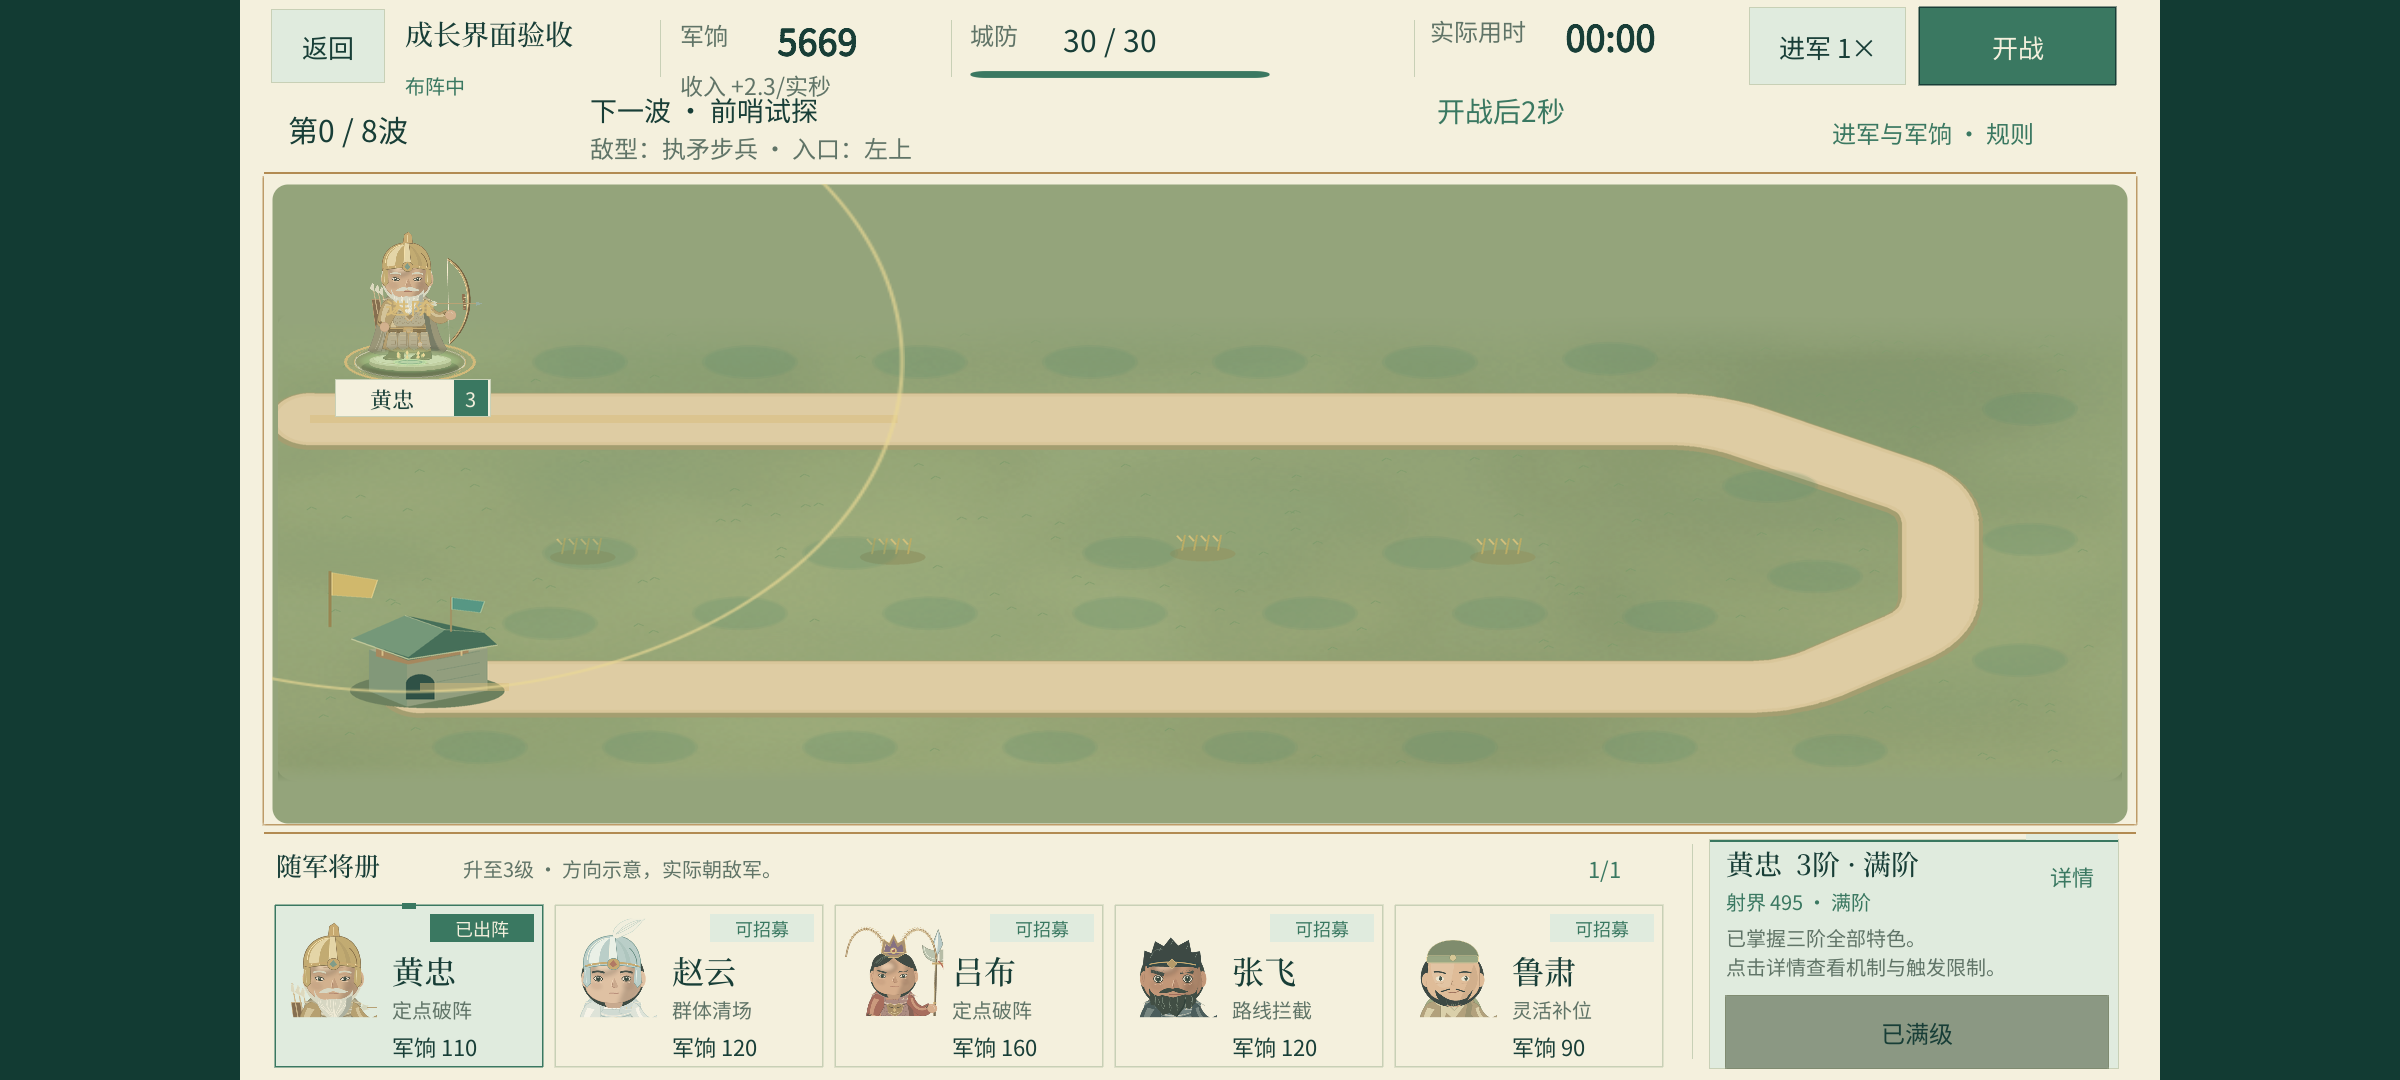 返回
成长界面验收
布阵中
军饷 5669
收入 +2.3/实秒
城防 30 / 30
实际用时 00:00
进军 1×
开战
第0 / 8波
下一波 · 前哨试探
敌型：执矛步兵 · 入口：左上
开战后2秒
进军与军饷 · 规则
黄忠 3
随军将册
升至3级 · 方向示意，实际朝敌军。
1/1
已出阵
黄忠
定点破阵
军饷 110
可招募
赵云
群体清场
军饷 120
可招募
吕布
定点破阵
军饷 160
可招募
张飞
路线拦截
军饷 120
可招募
鲁肃
灵活补位
军饷 90
黄忠 3阶 · 满阶
详情
射界 495 · 满阶
已掌握三阶全部特色。
点击详情查看机制与触发限制。
已满级